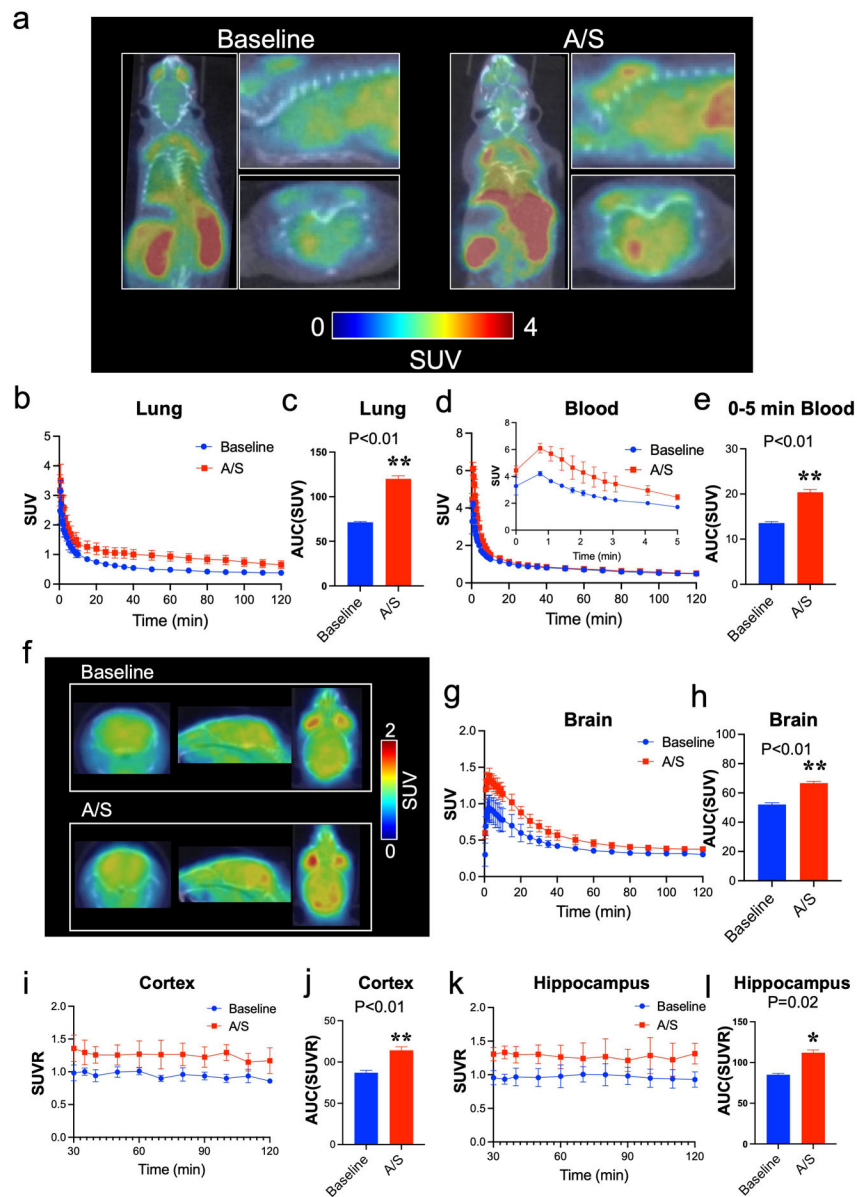 a
Baseline
A/S
0
4
SUV
b
Lung
SUV
5
4
3
2
1
0
0
20
40
60
80
100
120
Time (min)
Baseline
A/S
c
Lung
P<0.01
**
AUC(SUV)
150
100
50
0
Baseline
A/S
d
Blood
SUV
8
6
4
2
0
0
20
40
60
80
100
120
Time (min)
SUV
8
6
4
2
0
0
1
2
3
4
5
Time (min)
Baseline
A/S
e
0-5 min Blood
P<0.01
**
AUC(SUV)
30
20
10
0
Baseline
A/S
f
Baseline
A/S
2
SUV
0
g
Brain
SUV
2.0
1.5
1.0
0.5
0.0
0
20
40
60
80
100
120
Time (min)
Baseline
A/S
h
Brain
P<0.01
**
AUC(SUV)
100
80
60
40
20
0
Baseline
A/S
i
Cortex
SUVR
2.0
1.5
1.0
0.5
0.0
30
60
90
120
Time (min)
Baseline
A/S
j
Cortex
P<0.01
**
AUC(SUVR)
50
0
Baseline
A/S
k
Hippocampus
SUVR
2.0
1.5
1.0
0.5
0.0
30
60
90
120
Time (min)
Baseline
A/S
l
Hippocampus
P=0.02
*
AUC(SUVR)
150
100
50
0
Baseline
A/S